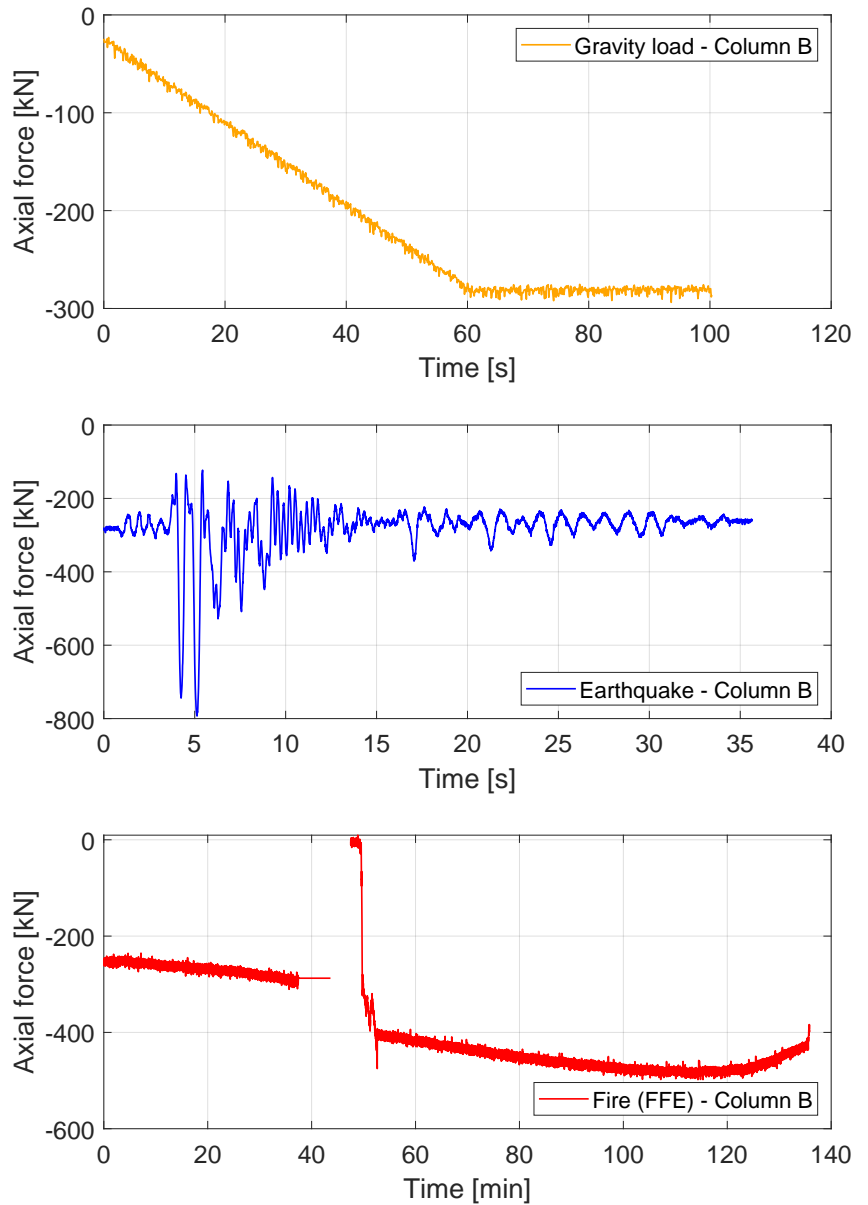 0
-100
-200
-300
Axial force [kN]
Gravity load - Column B
0 20 40 60 80 100 120
Time [s]
0
-200
-400
-600
-800
Axial force [kN]
Earthquake - Column B
0 5 10 15 20 25 30 35 40
Time [s]
0
-200
-400
-600
Axial force [kN]
Fire (FFE) - Column B
0 20 40 60 80 100 120 140
Time [min]